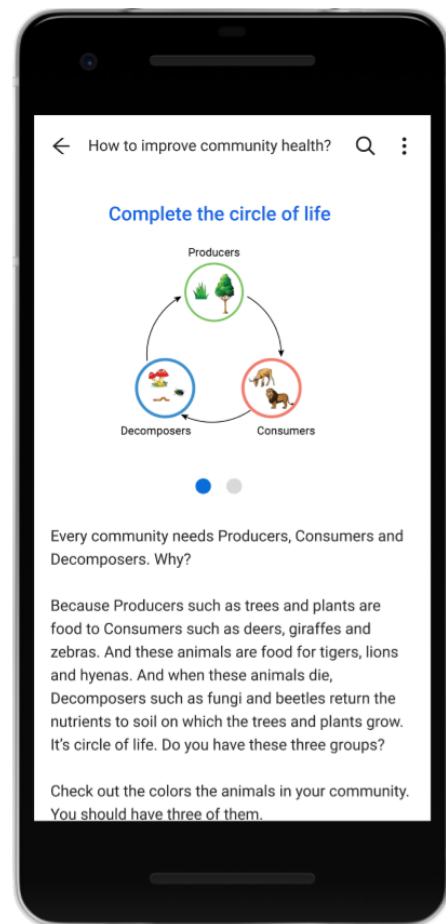 How to improve community health?
Complete the circle of life
Producers
Decomposers
Consumers
Every community needs Producers, Consumers and
Decomposers. Why?
Because Producers such as trees and plants are
food to Consumers such as deers, giraffes and
zebras. And these animals are food for tigers, lions
and hyenas. And when these animals die,
Decomposers such as fungi and beetles return the
nutrients to soil on which the trees and plants grow.
It's circle of life. Do you have these three groups?
Check out the colors the animals in your community.
You should have three of them.